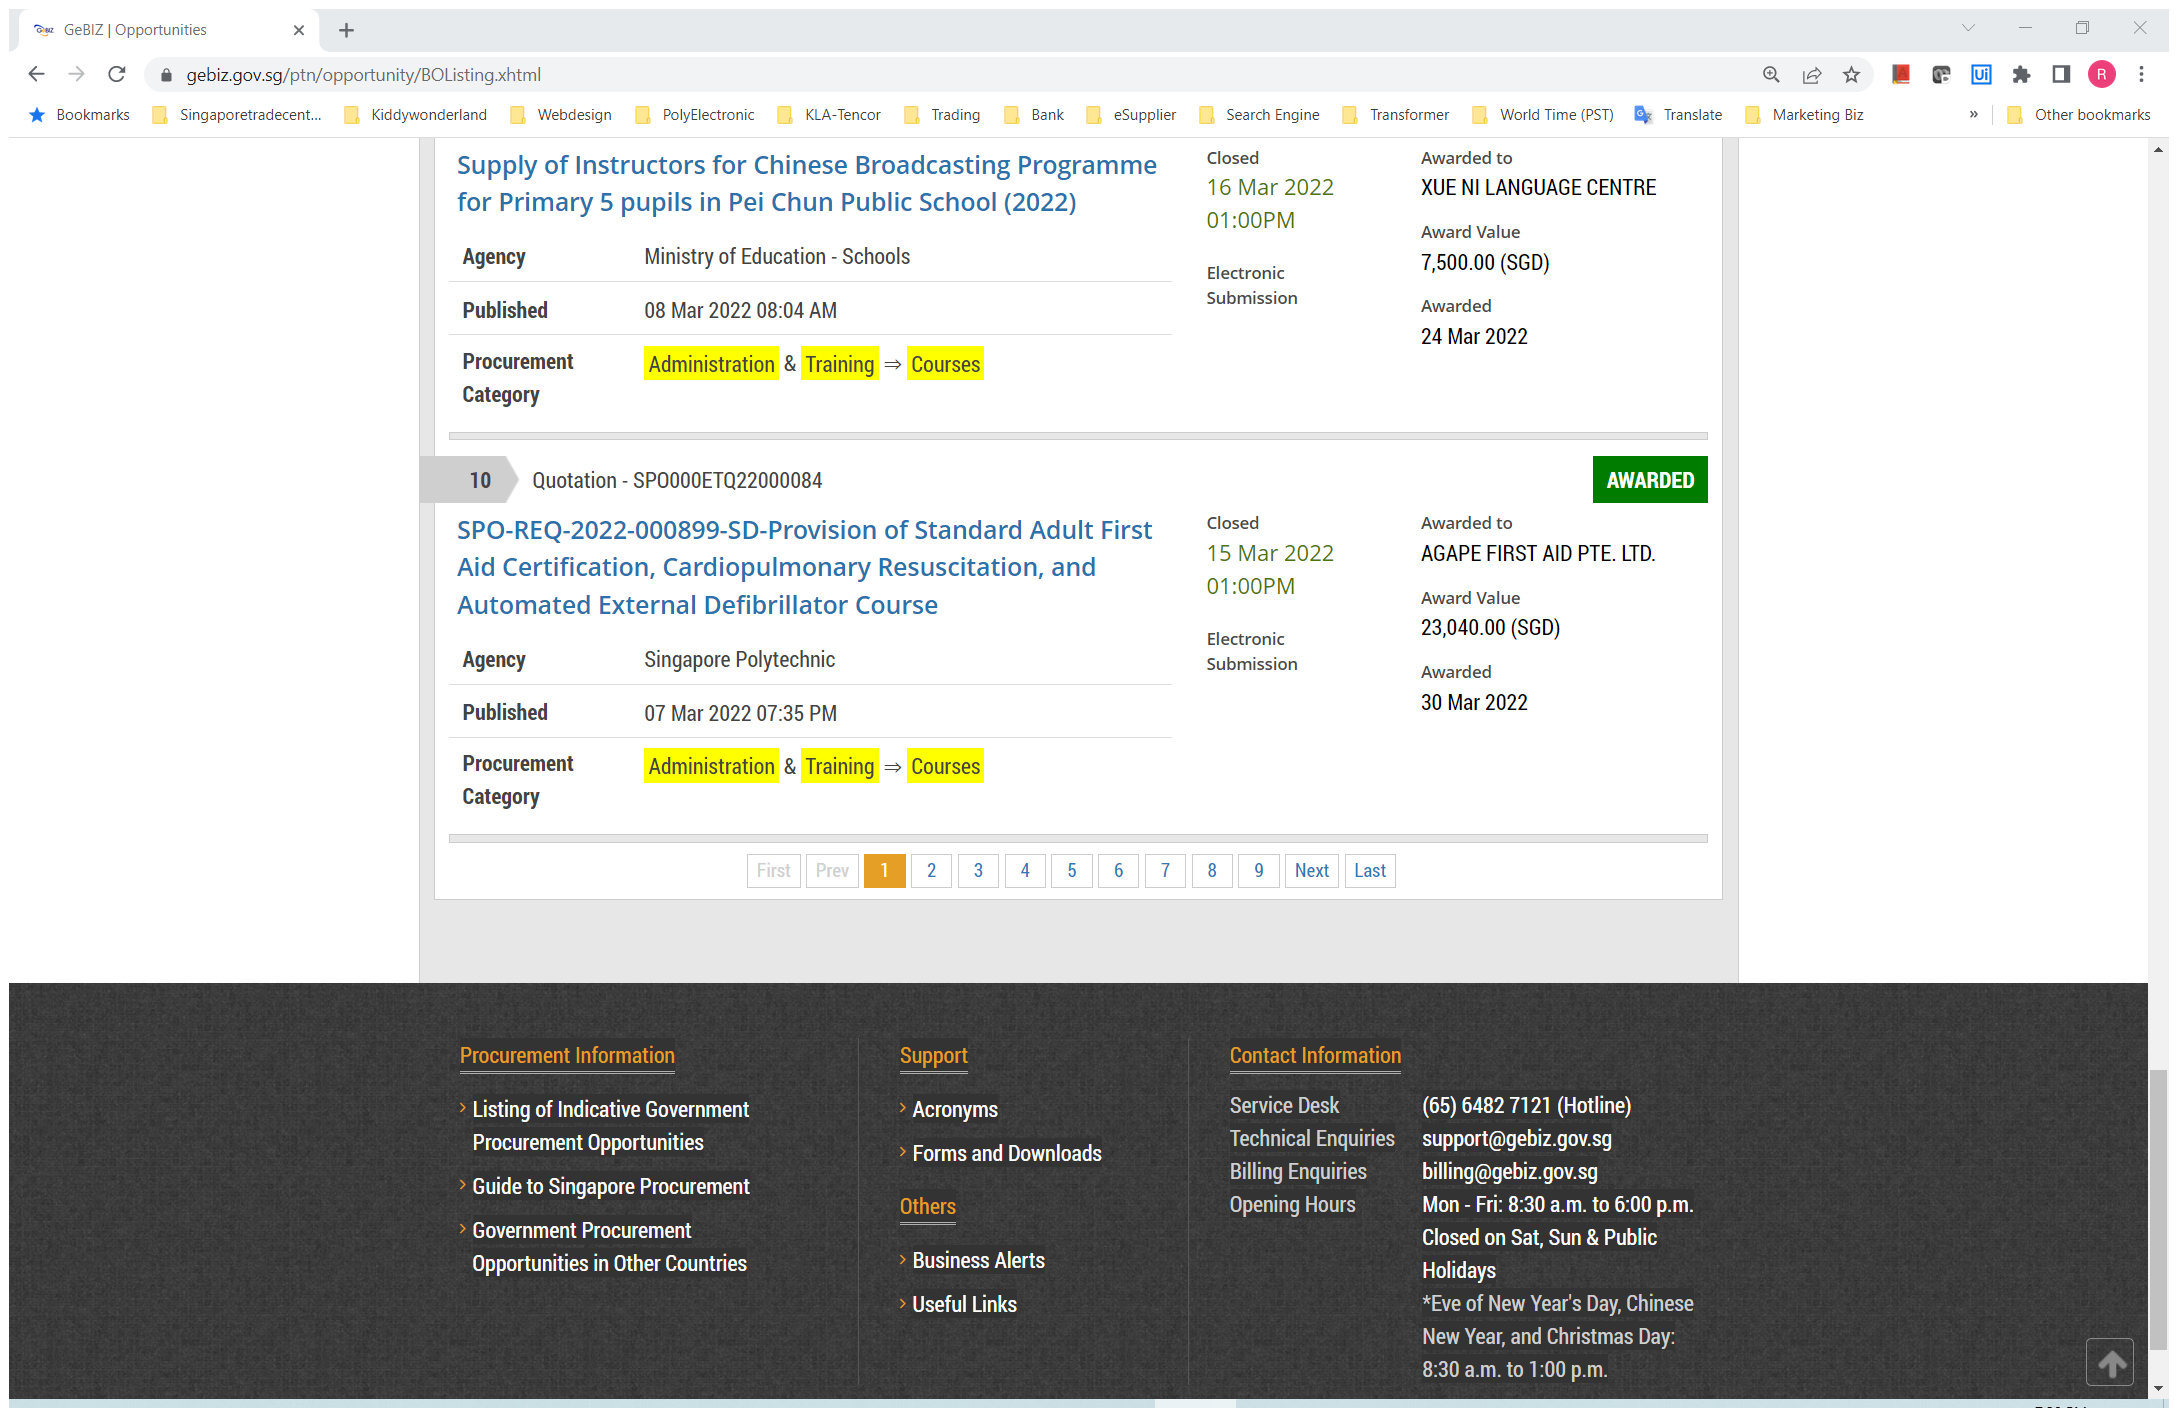 GeBIZ | Opportunities
gebiz.gov.sg/ptn/opportunity/BOListing.xhtml
R
Bookmarks
Singaporetradecent...
Kiddywonderland
Webdesign
PolyElectronic
KLA-Tencor
Trading
Bank
eSupplier
Search Engine
Transformer
World Time (PST)
Translate
Marketing Biz
»
Other bookmarks
Supply of Instructors for Chinese Broadcasting Programme
for Primary 5 pupils in Pei Chun Public School (2022)
Agency Ministry of Education - Schools
Published 08 Mar 2022 08:04 AM
Procurement
Category
Administration & Training ⇒ Courses
Closed
16 Mar 2022
01:00PM
Electronic
Submission
Awarded to
XUE NI LANGUAGE CENTRE
Award Value
7,500.00 (SGD)
Awarded
24 Mar 2022
10 Quotation - SPO000ETQ22000084
AWARDED
SPO-REQ-2022-000899-SD-Provision of Standard Adult First
Aid Certification, Cardiopulmonary Resuscitation, and
Automated External Defibrillator Course
Agency Singapore Polytechnic
Published 07 Mar 2022 07:35 PM
Procurement
Category
Administration & Training ⇒ Courses
Closed
15 Mar 2022
01:00PM
Electronic
Submission
Awarded to
AGAPE FIRST AID PTE. LTD.
Award Value
23,040.00 (SGD)
Awarded
30 Mar 2022
First Prev 1 2 3 4 5 6 7 8 9 Next Last
Procurement Information
Listing of Indicative Government
Procurement Opportunities
Guide to Singapore Procurement
Government Procurement
Opportunities in Other Countries
Support
Acronyms
Forms and Downloads
Others
Business Alerts
Useful Links
Contact Information
Service Desk (65) 6482 7121 (Hotline)
Technical Enquiries support@gebiz.gov.sg
Billing Enquiries billing@gebiz.gov.sg
Opening Hours Mon - Fri: 8:30 a.m. to 6:00 p.m.
Closed on Sat, Sun & Public
Holidays
*Eve of New Year's Day, Chinese
New Year, and Christmas Day:
8:30 a.m. to 1:00 p.m.